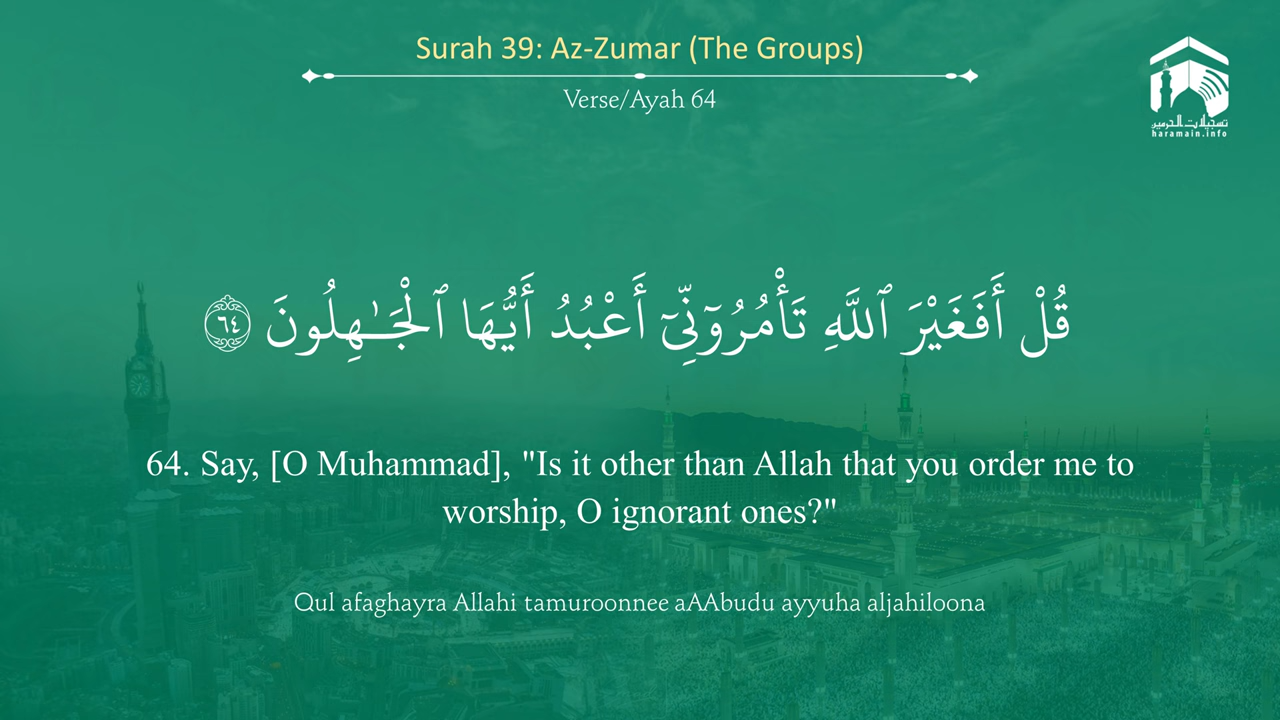 Surah 39: Az-Zumar (The Groups)
Verse/Ayah 64
تسجيلات الحرمين
haramain.info
قُلْ أَفَغَيْرَ ٱللَّهِ تَأْمُرُوٓنِّىٓ أَعْبُدُ أَيُّهَا ٱلْجَـٰهِلُونَ ٦٤
64. Say, [O Muhammad], "Is it other than Allah that you order me to
worship, O ignorant ones?"
Qul afaghayra Allahi tamuroonnee aAAbudu ayyuha aljahiloona